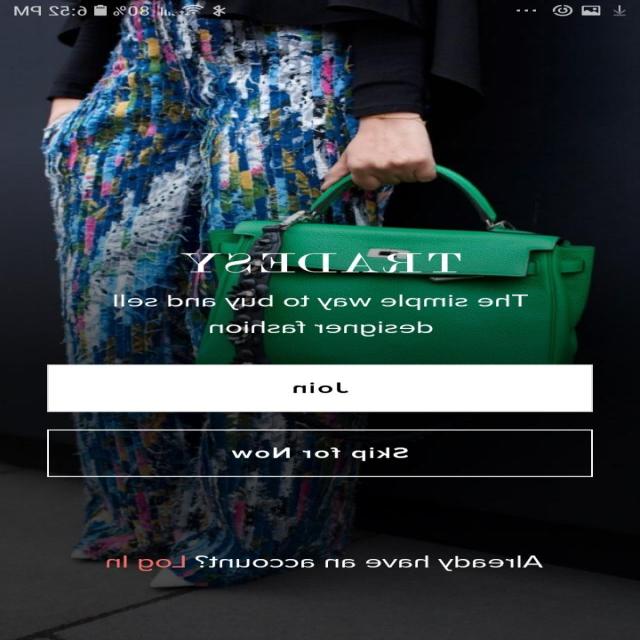 80% 6:52 PM
TRADESY
The simple way to buy and sell
designer fashion
Join
Skip for Now
Already have an account? Log In